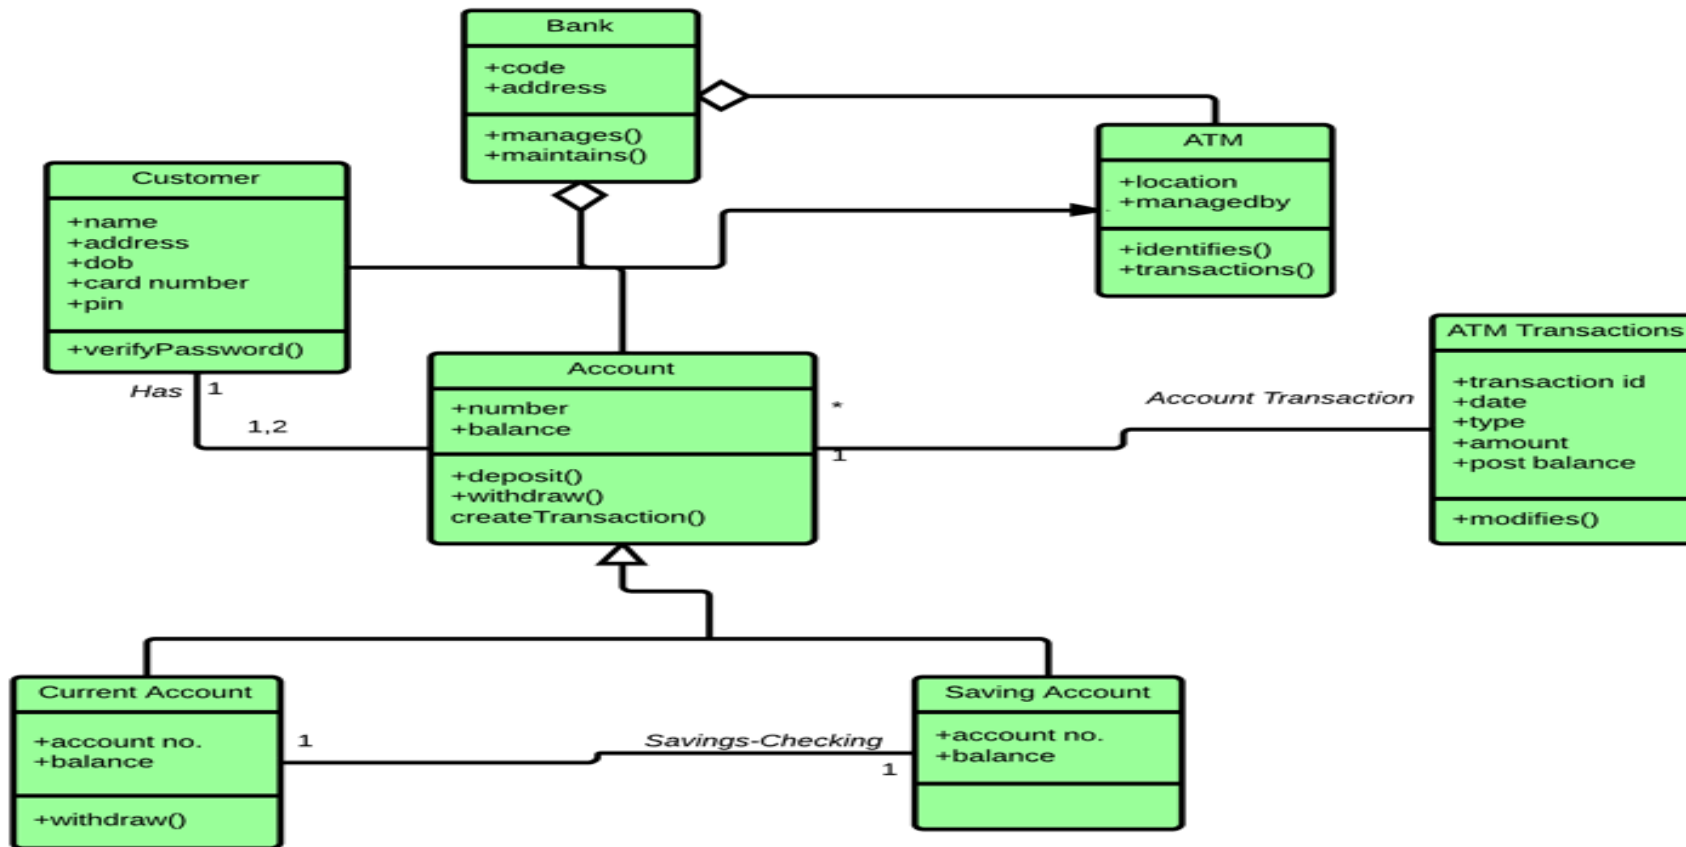 Bank
+code
+address
+manages()
+maintains()
ATM
+location
+managedby
+identifies()
+transactions()
Customer
+name
+address
+dob
+card number
+pin
+verifyPassword()
Has
1
1,2
Account
+number
+balance
+deposit()
+withdraw()
createTransaction()
*
1
Account Transaction
ATM Transactions
+transaction id
+date
+type
+amount
+post balance
+modifies()
Current Account
+account no.
+balance
+withdraw()
1
Savings-Checking
1
Saving Account
+account no.
+balance